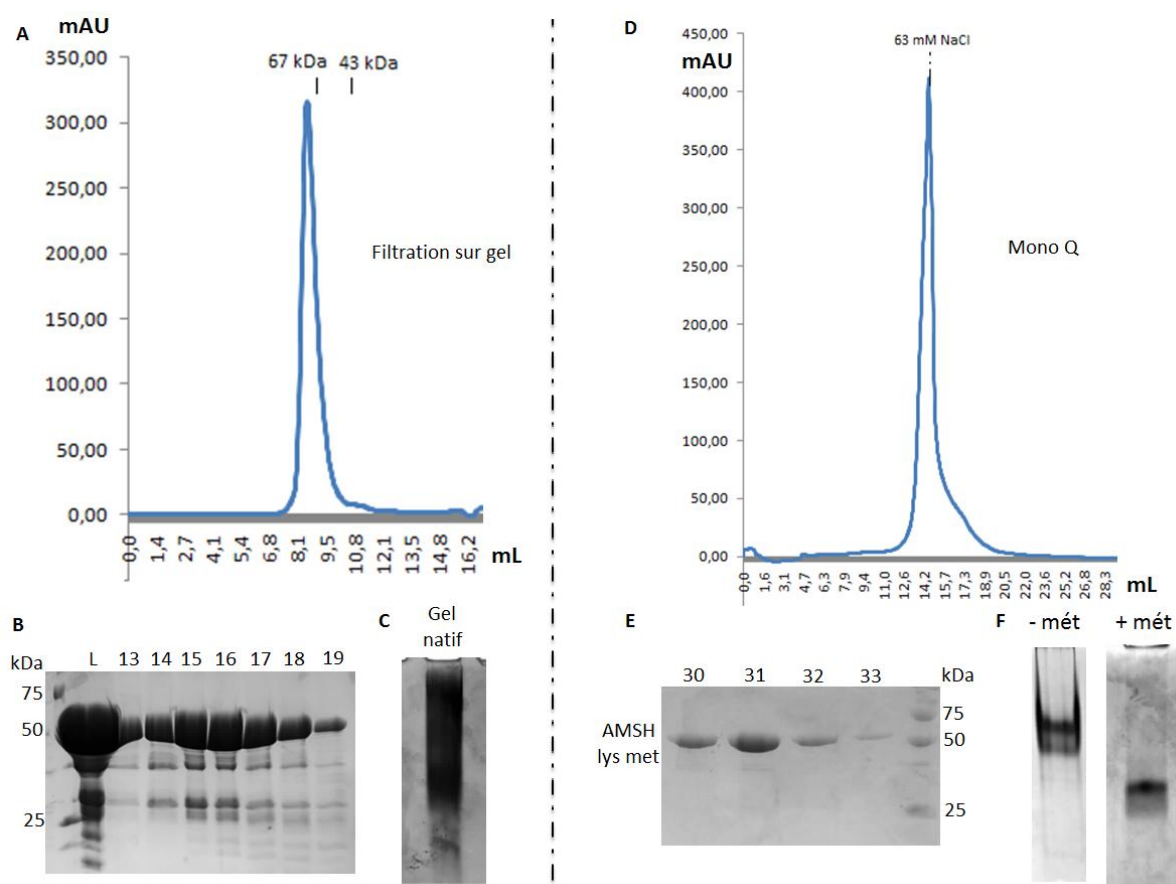 A
mAU
350,00
300,00
250,00
200,00
150,00
100,00
50,00
0,00
67 kDa
43 kDa
Filtration sur gel
0,0 1,4 2,7 4,1 5,4 6,8 8,1 9,5 10,8 12,1 13,5 14,8 16,2
mL
B
kDa
L 13 14 15 16 17 18 19
75
50
25
C
Gel
natif
D
mAU
450,00
400,00
350,00
300,00
250,00
200,00
150,00
100,00
50,00
0,00
63 mM NaCl
Mono Q
0,0 1,6 3,1 4,7 6,3 7,9 9,4 11,0 12,6 14,2 15,7 17,3 18,9 20,5 22,0 23,6 25,2 26,8 28,3
mL
E
30 31 32 33 kDa
AMSH
lys met
75
50
25
F
- mét + mét